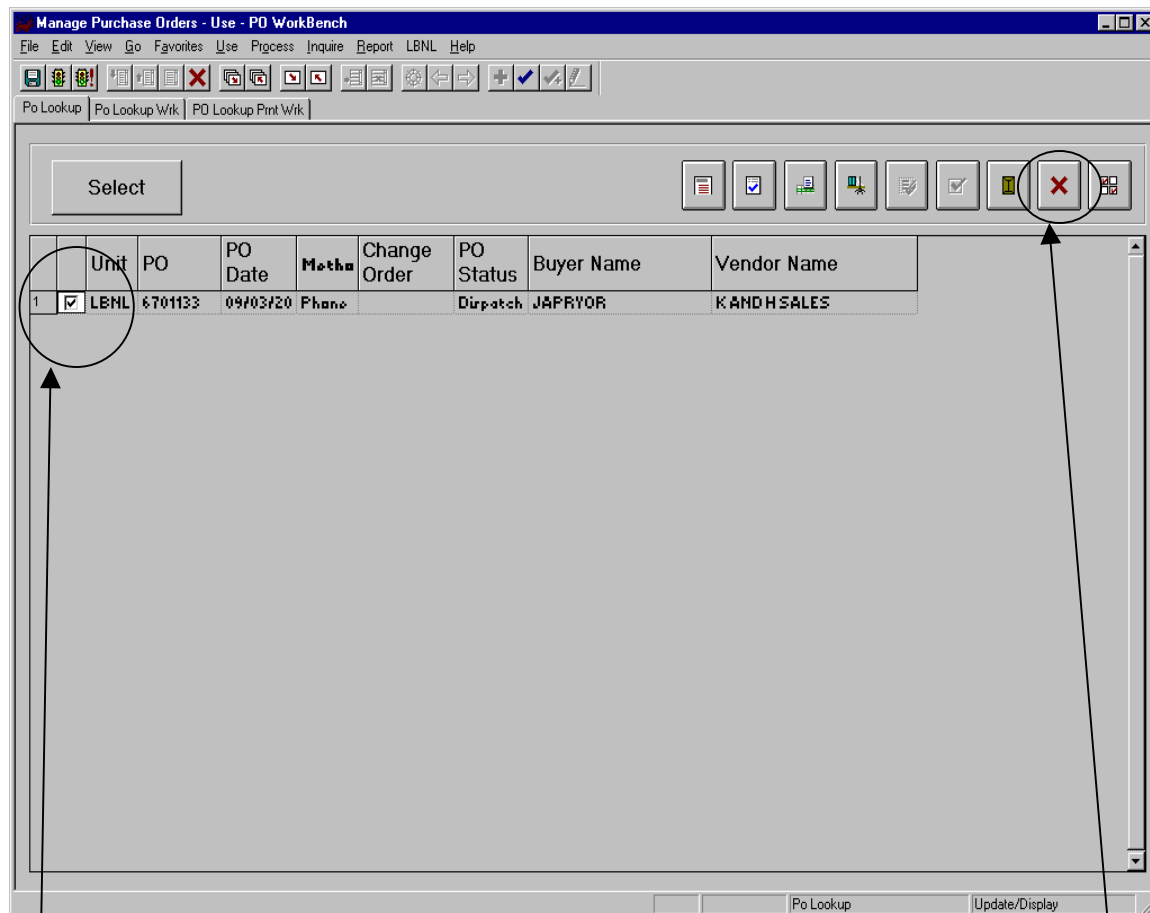 Manage Purchase Orders - Use - PO WorkBench
File Edit View Go Favorites Use Process Inquire Report LBNL Help
Po Lookup Po Lookup Wrk PO Lookup Prnt Wrk
Select
Unit PO PO Date Metho Change Order PO Status Buyer Name Vendor Name
1 LBNL 6701133 09/03/20 Phone Dispatch JAPRYOR K AND H SALES
Po Lookup Update/Display